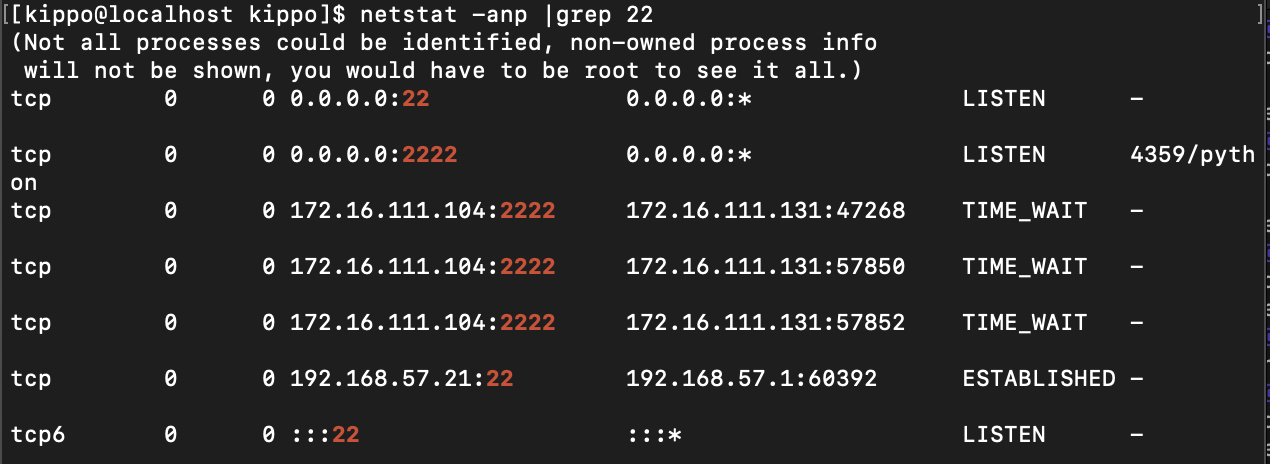 [[kippo@localhost kippo]$ netstat -anp |grep 22 ]
(Not all processes could be identified, non-owned process info
 will not be shown, you would have to be root to see it all.)
tcp        0      0 0.0.0.0:22              0.0.0.0:*               LISTEN      -
tcp        0      0 0.0.0.0:2222            0.0.0.0:*               LISTEN      4359/pyth
on
tcp        0      0 172.16.111.104:2222     172.16.111.131:47268    TIME_WAIT   -
tcp        0      0 172.16.111.104:2222     172.16.111.131:57850    TIME_WAIT   -
tcp        0      0 172.16.111.104:2222     172.16.111.131:57852    TIME_WAIT   -
tcp        0      0 192.168.57.21:22        192.168.57.1:60392      ESTABLISHED -
tcp6       0      0 :::22                   :::*                    LISTEN      -